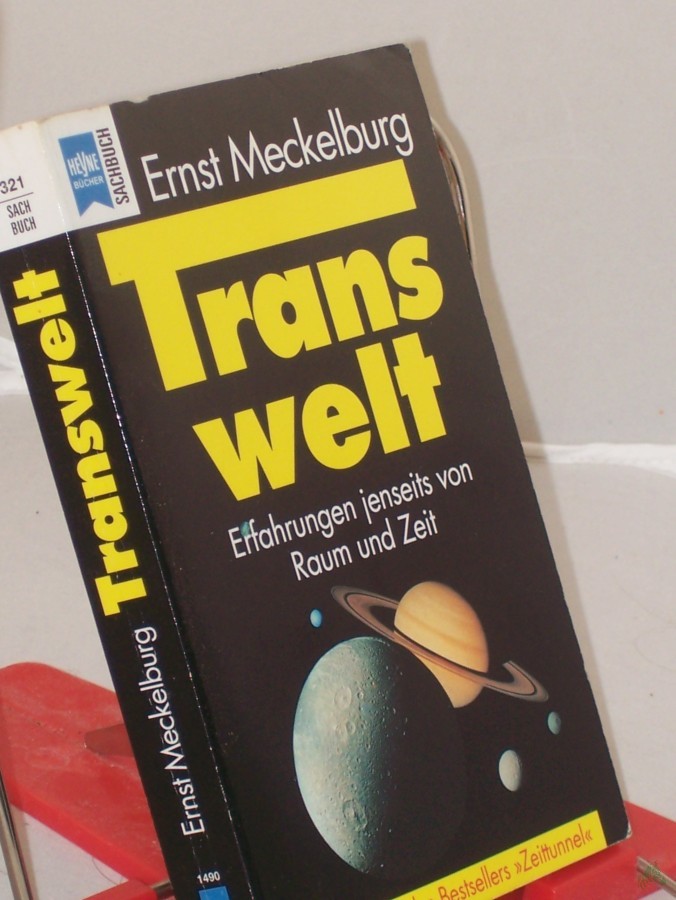 321
SACH
BUCH
Transwelt
Ernst Meckelburg
1490
HEYNE
BÜCHER
SACHBUCH
Ernst Meckelburg
Trans
welt
Erfahrungen jenseits von
Raum und Zeit
Bestsellers »Zeittunnel«